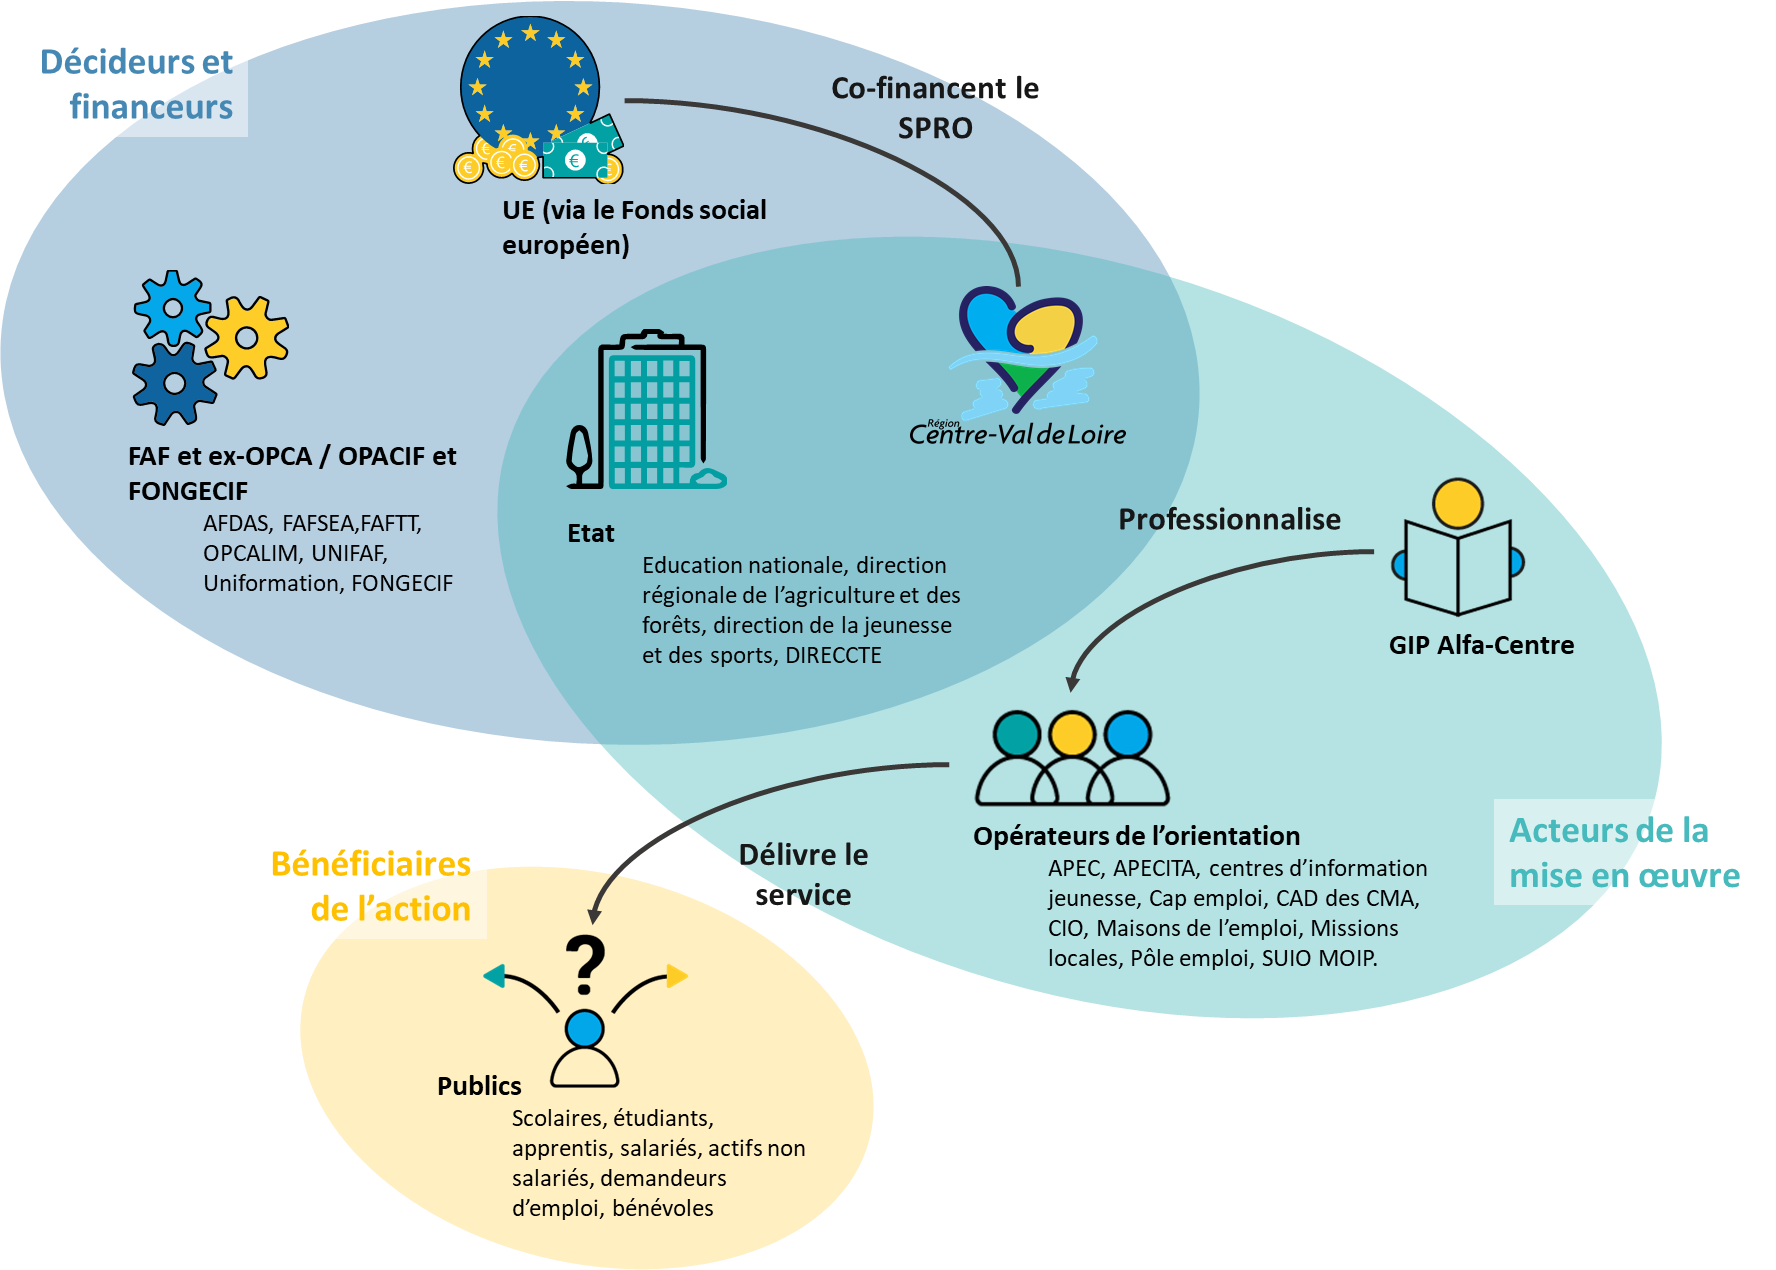 Décideurs et
financeurs
Co-financent le
SPRO
UE (via le Fonds social
européen)
FAF et ex-OPCA / OPACIF et
FONGECIF
AFDAS, FAFSEA,FAFTT,
OPCALIM, UNIFAF,
Uniformation, FONGECIF
Etat
Education nationale, direction
régionale de l’agriculture et des
forêts, direction de la jeunesse
et des sports, DIRECCTE
Région
Centre-Val de Loire
Professionnalise
GIP Alfa-Centre
Opérateurs de l’orientation
APEC, APECITA, centres d’information
jeunesse, Cap emploi, CAD des CMA,
CIO, Maisons de l’emploi, Missions
locales, Pôle emploi, SUIO MOIP.
Acteurs de la
mise en œuvre
Délivre le
service
Bénéficiaires
de l’action
?
Publics
Scolaires, étudiants,
apprentis, salariés, actifs non
salariés, demandeurs
d’emploi, bénévoles